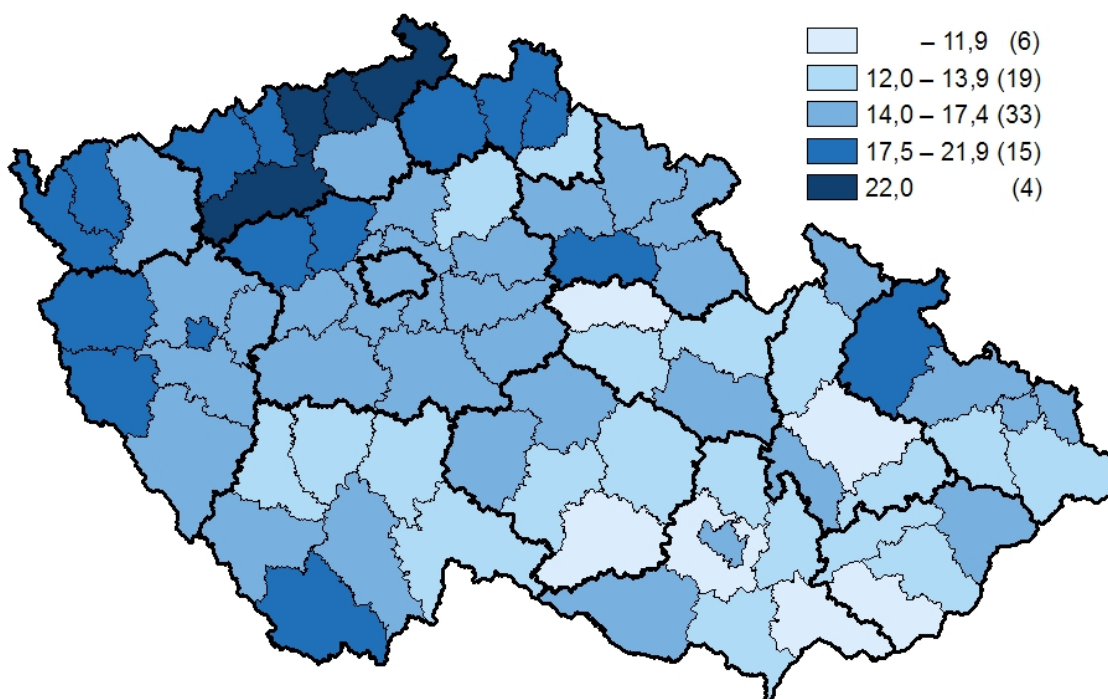 – 11,9 (6)
12,0 – 13,9 (19)
14,0 – 17,4 (33)
17,5 – 21,9 (15)
22,0 (4)